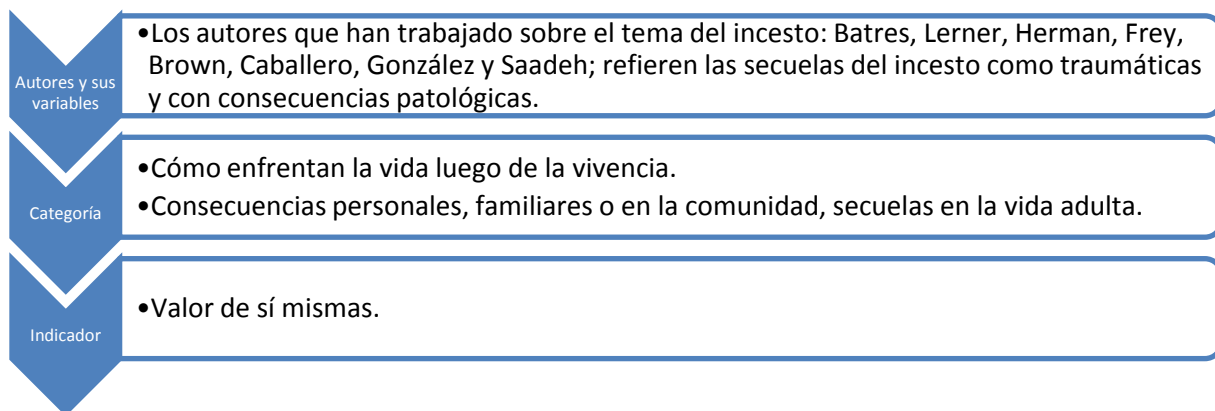 Autores y sus
variables
•Los autores que han trabajado sobre el tema del incesto: Batres, Lerner, Herman, Frey,
Brown, Caballero, González y Saadeh; refieren las secuelas del incesto como traumáticas
y con consecuencias patológicas.
Categoría
•Cómo enfrentan la vida luego de la vivencia.
•Consecuencias personales, familiares o en la comunidad, secuelas en la vida adulta.
Indicador
•Valor de sí mismas.